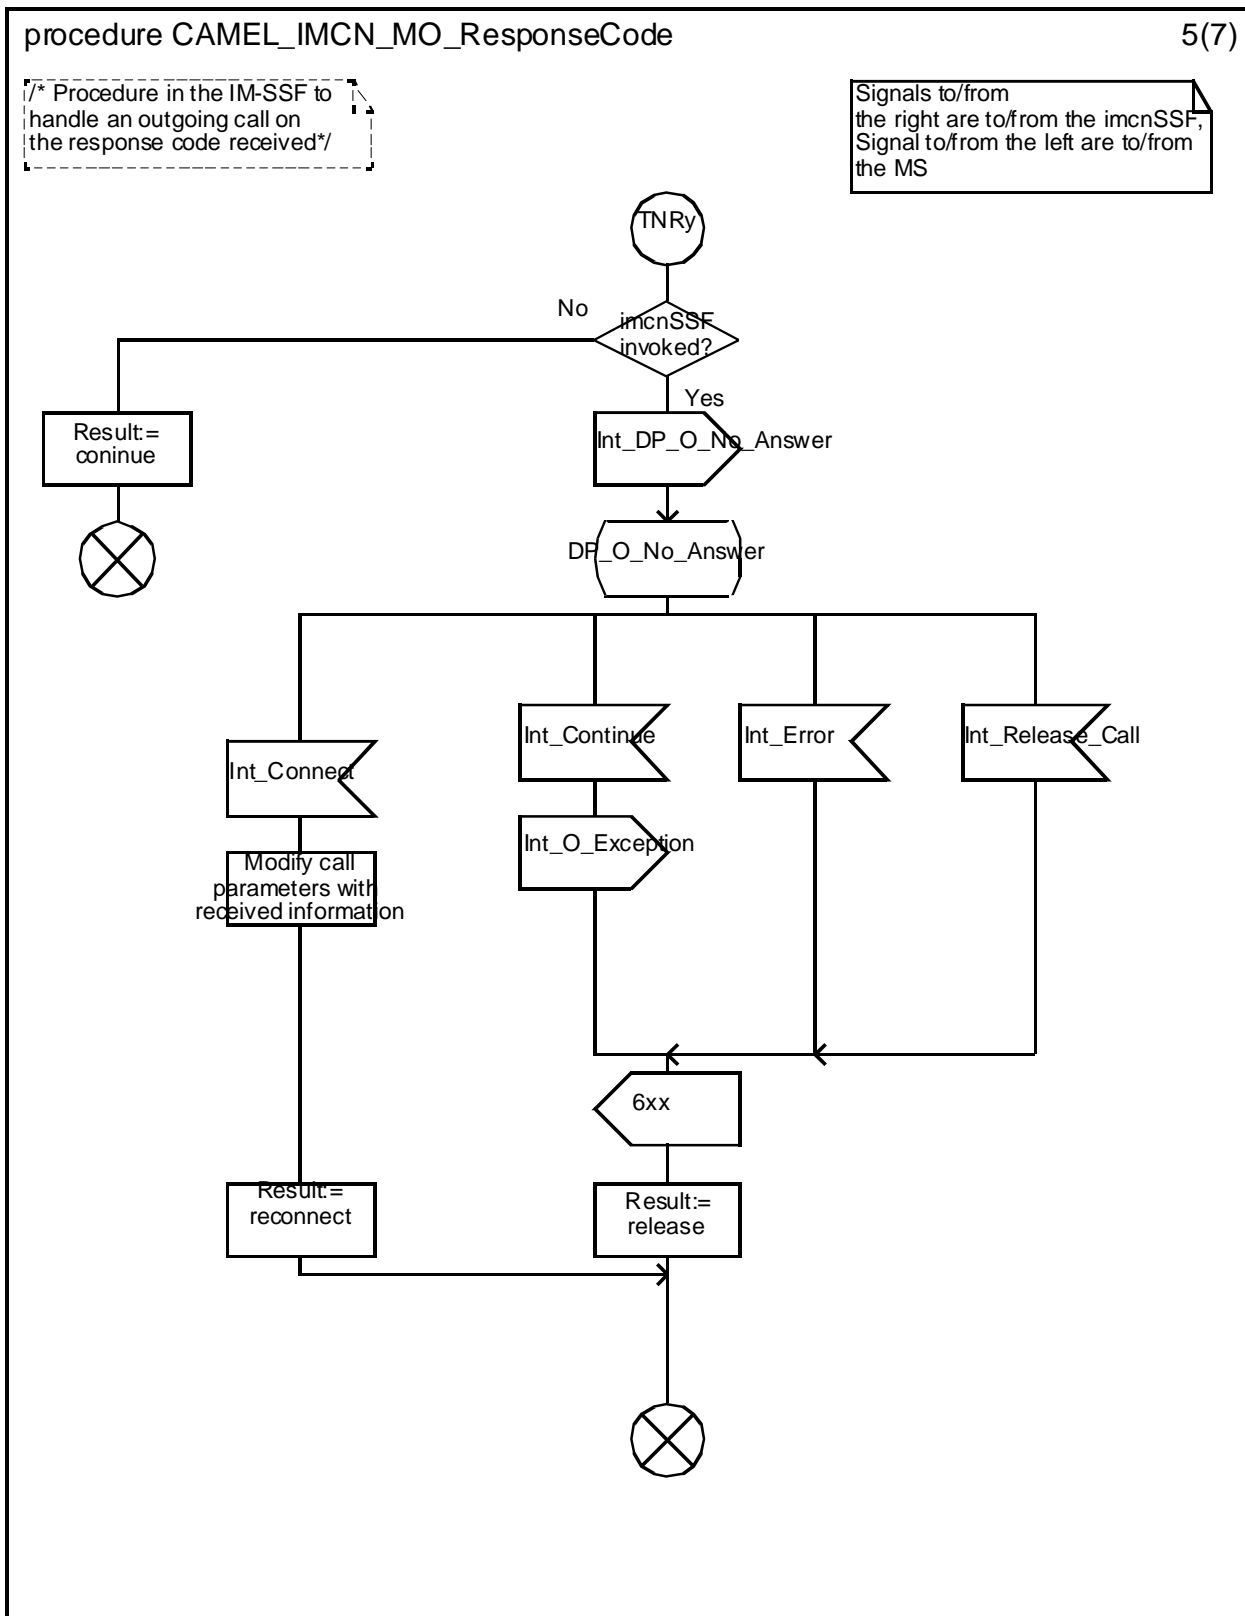 procedure CAMEL_IMCN_MO_ResponseCode
5(7)
/* Procedure in the IM-SSF to
handle an outgoing call on
the response code received*/
Signals to/from
the right are to/from the imcnSSF,
Signal to/from the left are to/from
the MS
TNRy
No
imcnSSF
invoked?
Yes
Result:=
coninue
Int_DP_O_No_Answer
DP_O_No_Answer
Int_Connect
Int_Continue
Int_Error
Int_Release_Call
Modify call
parameters with
received information
Int_O_Exception
6xx
Result:=
reconnect
Result:=
release